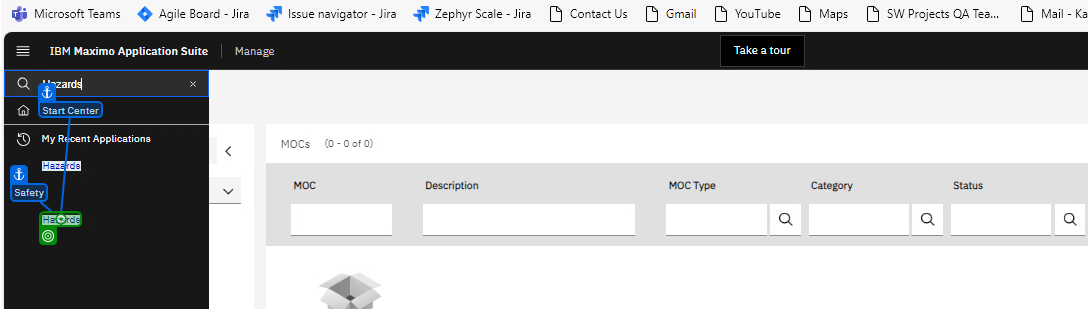 Microsoft Teams Agile Board - Jira Issue navigator - Jira Zephyr Scale - Jira Contact Us Gmail YouTube Maps SW Projects QA Tea... Mail - Ka
IBM Maximo Application Suite Manage Take a tour
Hazards
Start Center
My Recent Applications
Hazards
Safety
Hazards
MOCs (0 - 0 of 0)
MOC Description MOC Type Category Status